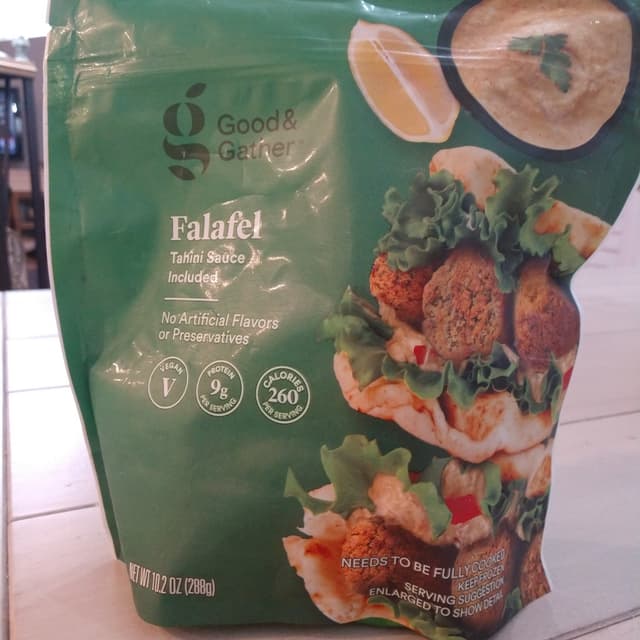 g
Good &
Gather
Falafel
Tahini Sauce
Included
No Artificial Flavors
or Preservatives
VEGAN
V
PROTEIN
9g
PER SERVING
CALORIES
260
PER SERVING
NET WT 10.2 OZ (288g)
NEEDS TO BE FULLY COOKED
KEEP FROZEN
SERVING SUGGESTION
ENLARGED TO SHOW DETAIL